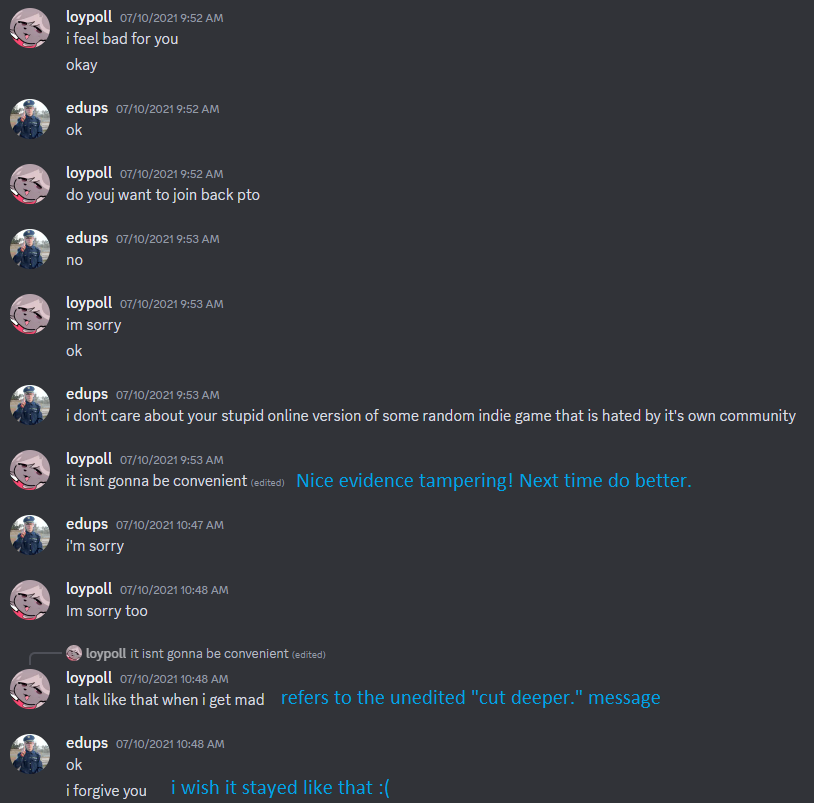 loypoll 07/10/2021 9:52 AM
i feel bad for you
okay
edups 07/10/2021 9:52 AM
ok
loypoll 07/10/2021 9:52 AM
do youj want to join back pto
edups 07/10/2021 9:53 AM
no
loypoll 07/10/2021 9:53 AM
im sorry
ok
edups 07/10/2021 9:53 AM
i don't care about your stupid online version of some random indie game that is hated by it's own community
loypoll 07/10/2021 9:53 AM
it isnt gonna be convenient (edited) Nice evidence tampering! Next time do better.
edups 07/10/2021 10:47 AM
i'm sorry
loypoll 07/10/2021 10:48 AM
Im sorry too
loypoll it isnt gonna be convenient (edited)
loypoll 07/10/2021 10:48 AM
I talk like that when i get mad refers to the unedited "cut deeper." message
edups 07/10/2021 10:48 AM
ok
i forgive you i wish it stayed like that :(